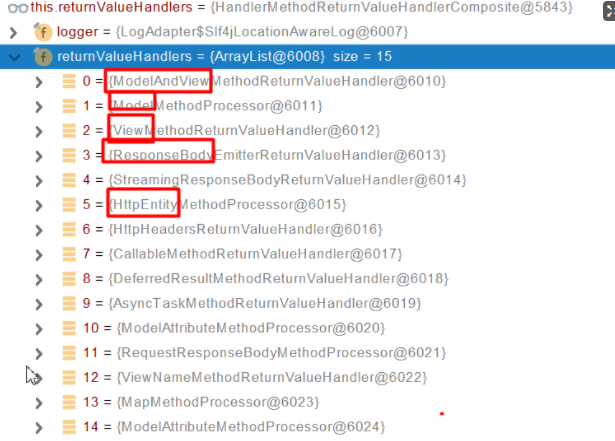 this.returnValueHandlers = {HandlerMethodReturnValueHandlerComposite@5843}
logger = {LogAdapter$Slf4jLocationAwareLog@6007}
returnValueHandlers = {ArrayList@6008} size = 15
0 = {ModelAndViewMethodReturnValueHandler@6010}
1 = {ModelMethodProcessor@6011}
2 = {ViewMethodReturnValueHandler@6012}
3 = {ResponseBodyEmitterReturnValueHandler@6013}
4 = {StreamingResponseBodyReturnValueHandler@6014}
5 = {HttpEntityMethodProcessor@6015}
6 = {HttpHeadersReturnValueHandler@6016}
7 = {CallableMethodReturnValueHandler@6017}
8 = {DeferredResultMethodReturnValueHandler@6018}
9 = {AsyncTaskMethodReturnValueHandler@6019}
10 = {ModelAttributeMethodProcessor@6020}
11 = {RequestResponseBodyMethodProcessor@6021}
12 = {ViewNameMethodReturnValueHandler@6022}
13 = {MapMethodProcessor@6023}
14 = {ModelAttributeMethodProcessor@6024}